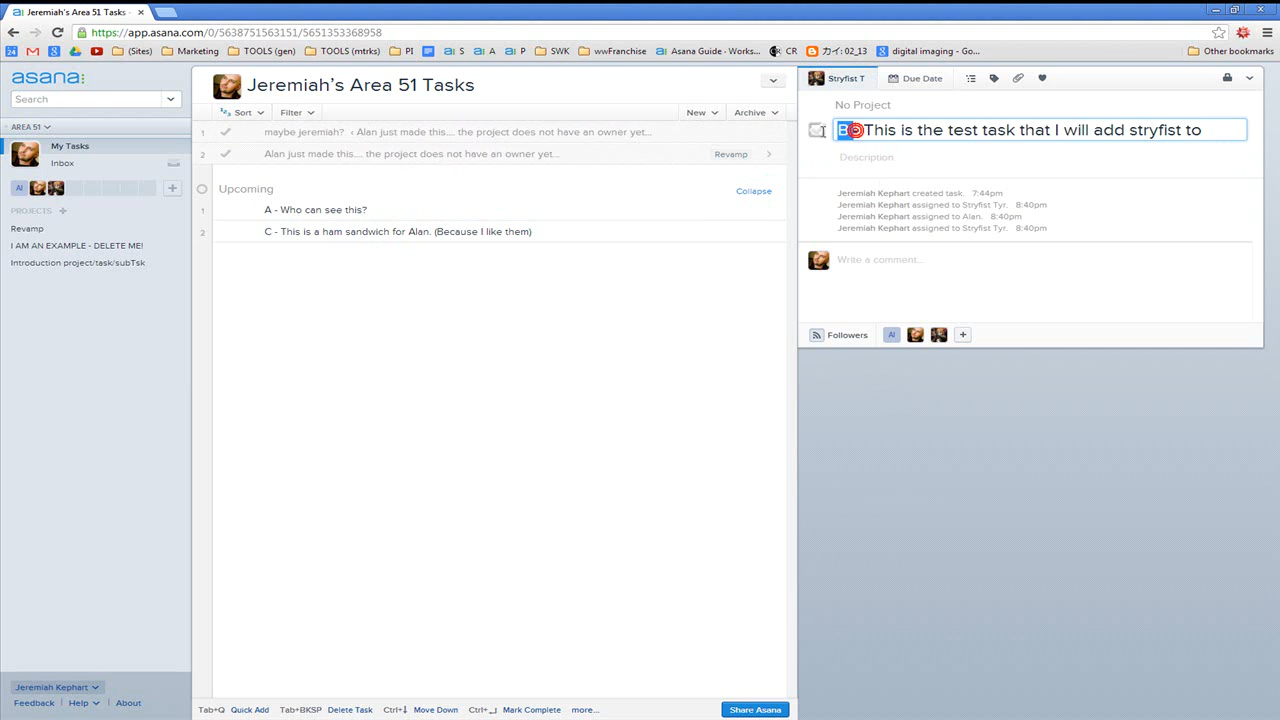 Jeremiah's Area 51 Tasks -
https://app.asana.com/0/5638751563151/5651353368958
(Sites) Marketing TOOLS (gen) TOOLS (mtrks) PI S A P SWK wwFranchise Asana Guide - Works... CR カイ: 02_13 digital imaging - Go... Other bookmarks
asana:
Search
AREA 51
My Tasks
Inbox
Al
PROJECTS +
Revamp
I AM AN EXAMPLE - DELETE ME!
Introduction project/task/subTsk
Jeremiah Kephart
Feedback Help About
Jeremiah's Area 51 Tasks
Sort Filter New Archive
1 maybe jeremiah? ‹ Alan just made this.... the project does not have an owner yet...
2 Alan just made this.... the project does not have an owner yet... Revamp
Upcoming Collapse
1 A - Who can see this?
2 C - This is a ham sandwich for Alan. (Because I like them)
Tab+Q Quick Add Tab+BKSP Delete Task Ctrl+↓ Move Down Ctrl+↵ Mark Complete more... Share Asana
Stryfist T Due Date
No Project
This is the test task that I will add stryfist to
Description
Jeremiah Kephart created task. 7:44pm
Jeremiah Kephart assigned to Stryfist Tyr. 8:40pm
Jeremiah Kephart assigned to Alan. 8:40pm
Jeremiah Kephart assigned to Stryfist Tyr. 8:40pm
Write a comment...
Followers Al +